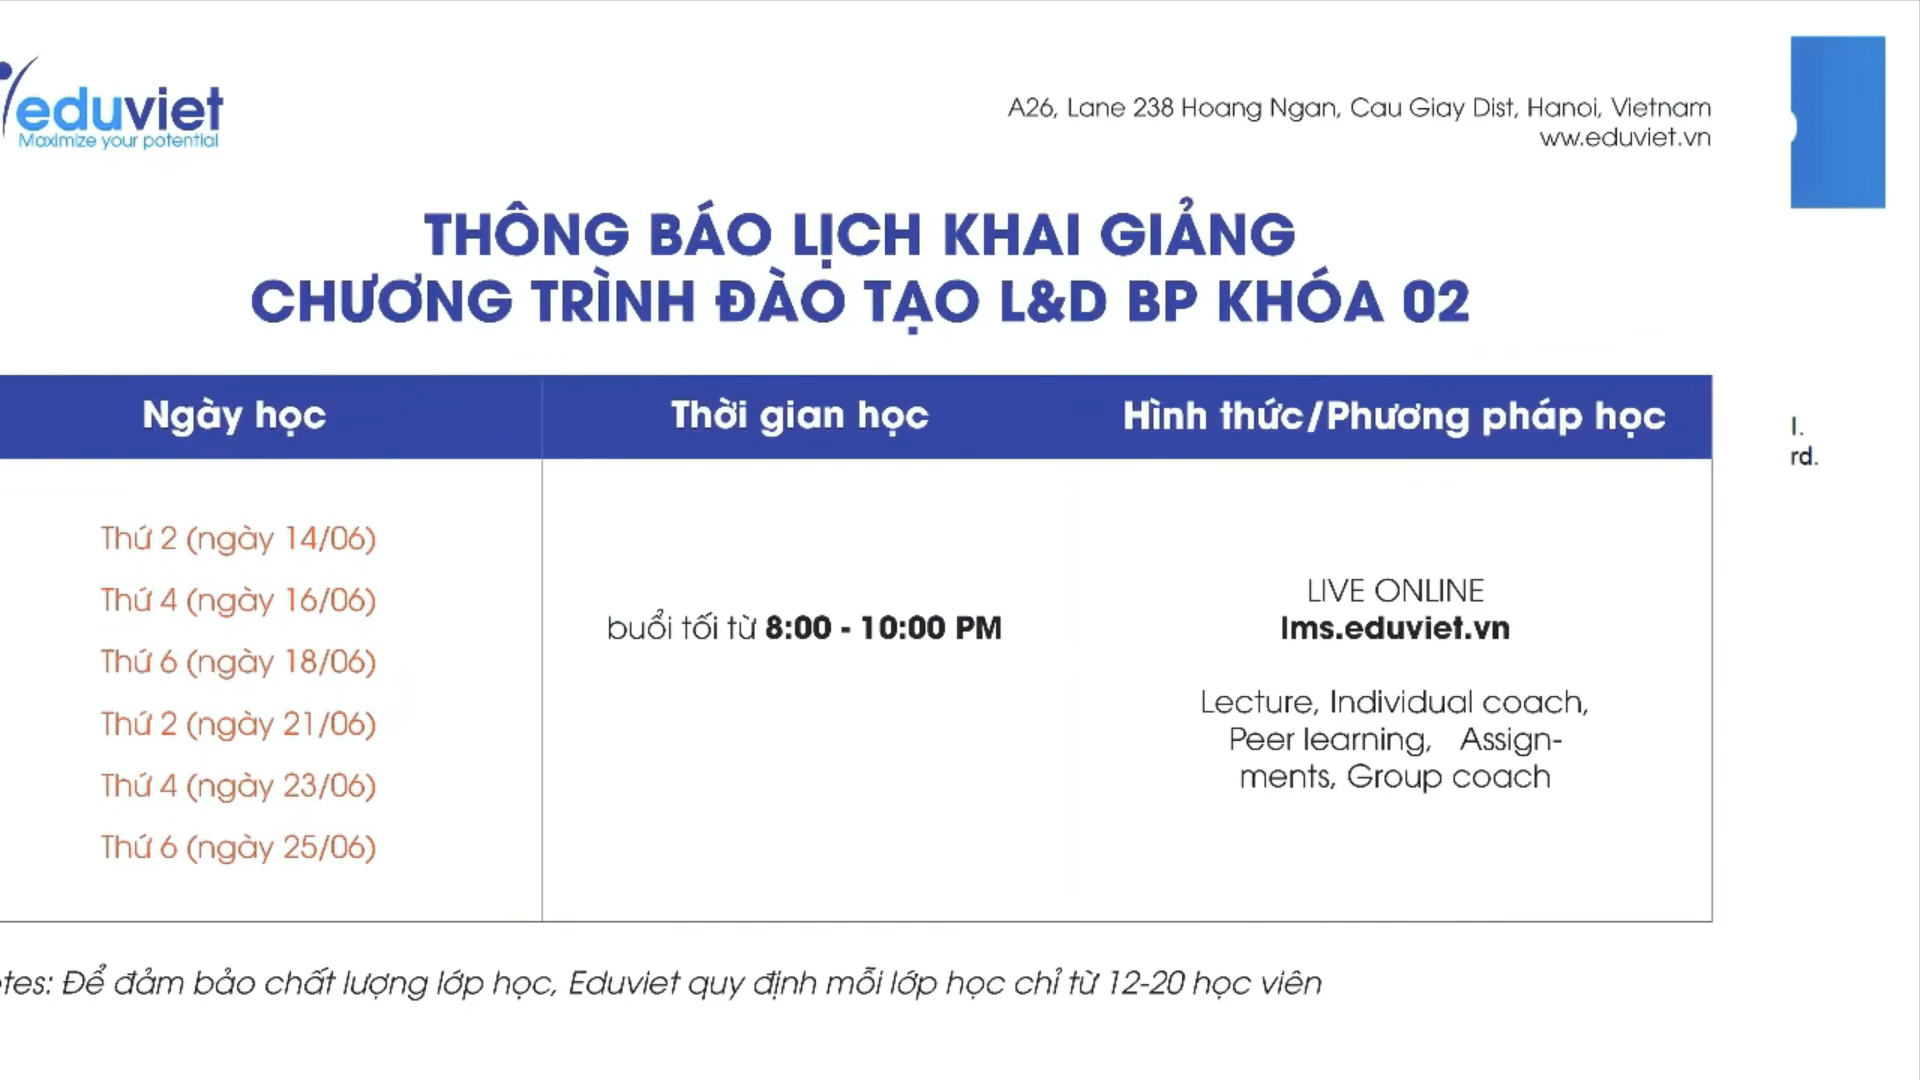 eduviet
Maximize your potential
A26, Lane 238 Hoang Ngan, Cau Giay Dist, Hanoi, Vietnam
ww.eduviet.vn
THÔNG BÁO LỊCH KHAI GIẢNG
CHƯƠNG TRÌNH ĐÀO TẠO L&D BP KHÓA 02
Ngày học
Thời gian học
Hình thức/Phương pháp học
Thứ 2 (ngày 14/06)
Thứ 4 (ngày 16/06)
Thứ 6 (ngày 18/06)
Thứ 2 (ngày 21/06)
Thứ 4 (ngày 23/06)
Thứ 6 (ngày 25/06)
buổi tối từ 8:00 - 10:00 PM
LIVE ONLINE
lms.eduviet.vn
Lecture, Individual coach,
Peer learning, Assign-
ments, Group coach
rd.
tes: Để đảm bảo chất lượng lớp học, Eduviet quy định mỗi lớp học chỉ từ 12-20 học viên